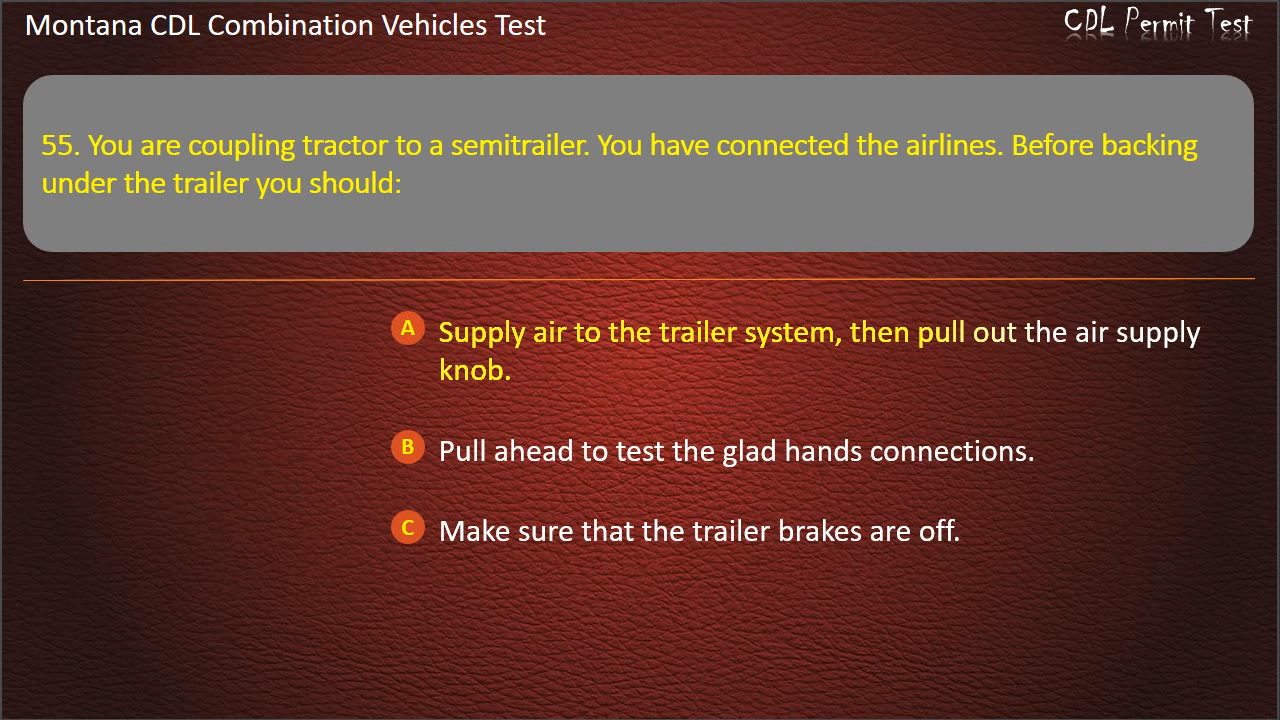 Montana CDL Combination Vehicles Test
CDL Permit Test
55. You are coupling tractor to a semitrailer. You have connected the airlines. Before backing
under the trailer you should:
A Supply air to the trailer system, then pull out the air supply
knob.
B Pull ahead to test the glad hands connections.
C Make sure that the trailer brakes are off.